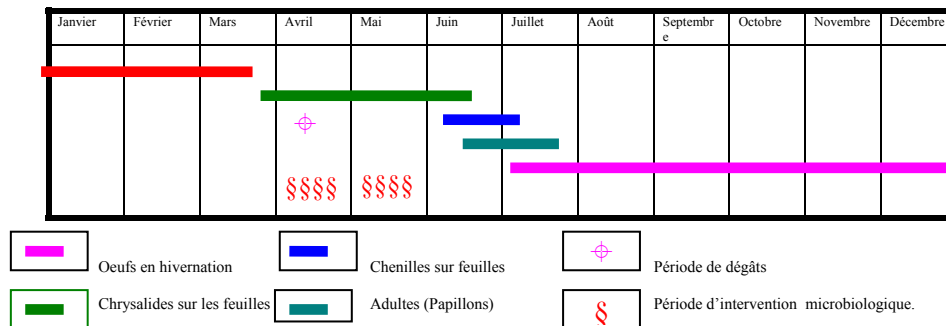 Janvier Février Mars Avril Mai Juin Juillet Août Septembr Octobre Novembre Décembre
e
§§§§ §§§§
Oeufs en hivernation Chenilles sur feuilles Période de dégâts
Chrysalides sur les feuilles Adultes (Papillons) § Période d'intervention microbiologique.